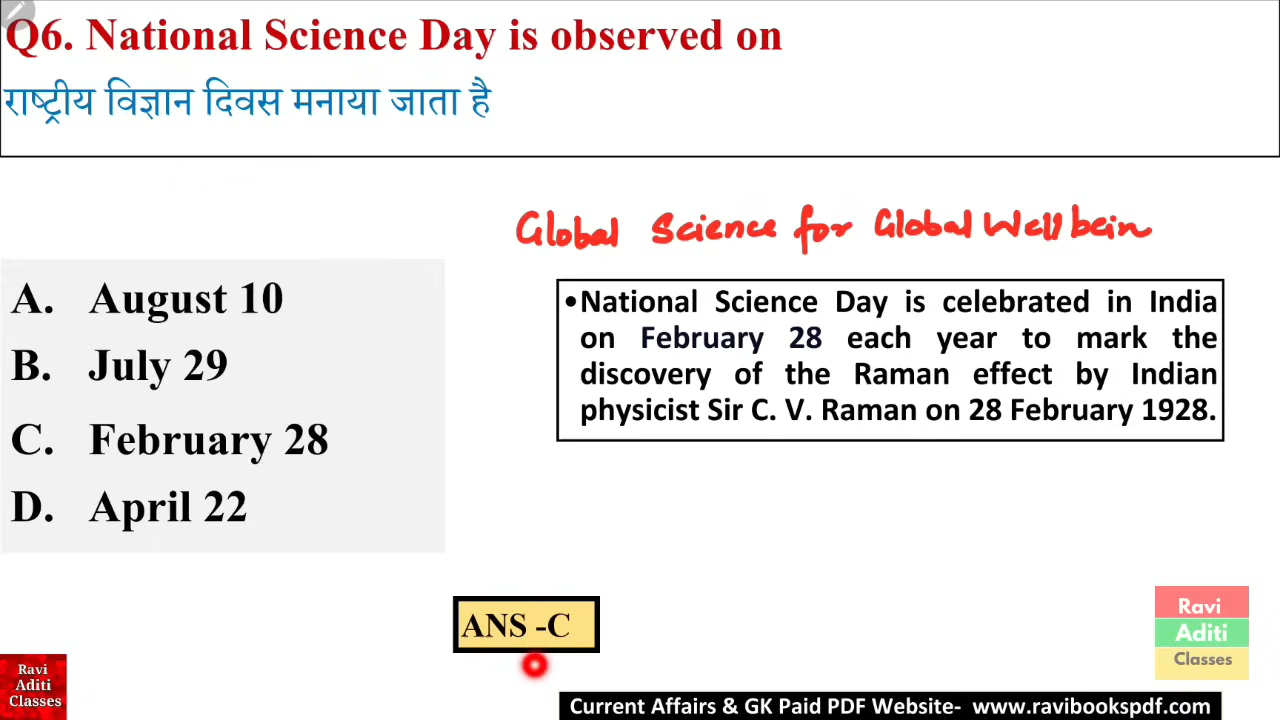 Q6. National Science Day is observed on
राष्ट्रीय विज्ञान दिवस मनाया जाता है
Global Science for Global Wellbein
A. August 10
B. July 29
C. February 28
D. April 22
•National Science Day is celebrated in India
on February 28 each year to mark the
discovery of the Raman effect by Indian
physicist Sir C. V. Raman on 28 February 1928.
ANS -C
Ravi
Aditi
Classes
Ravi
Aditi
Classes
Current Affairs & GK Paid PDF Website- www.ravibookspdf.com